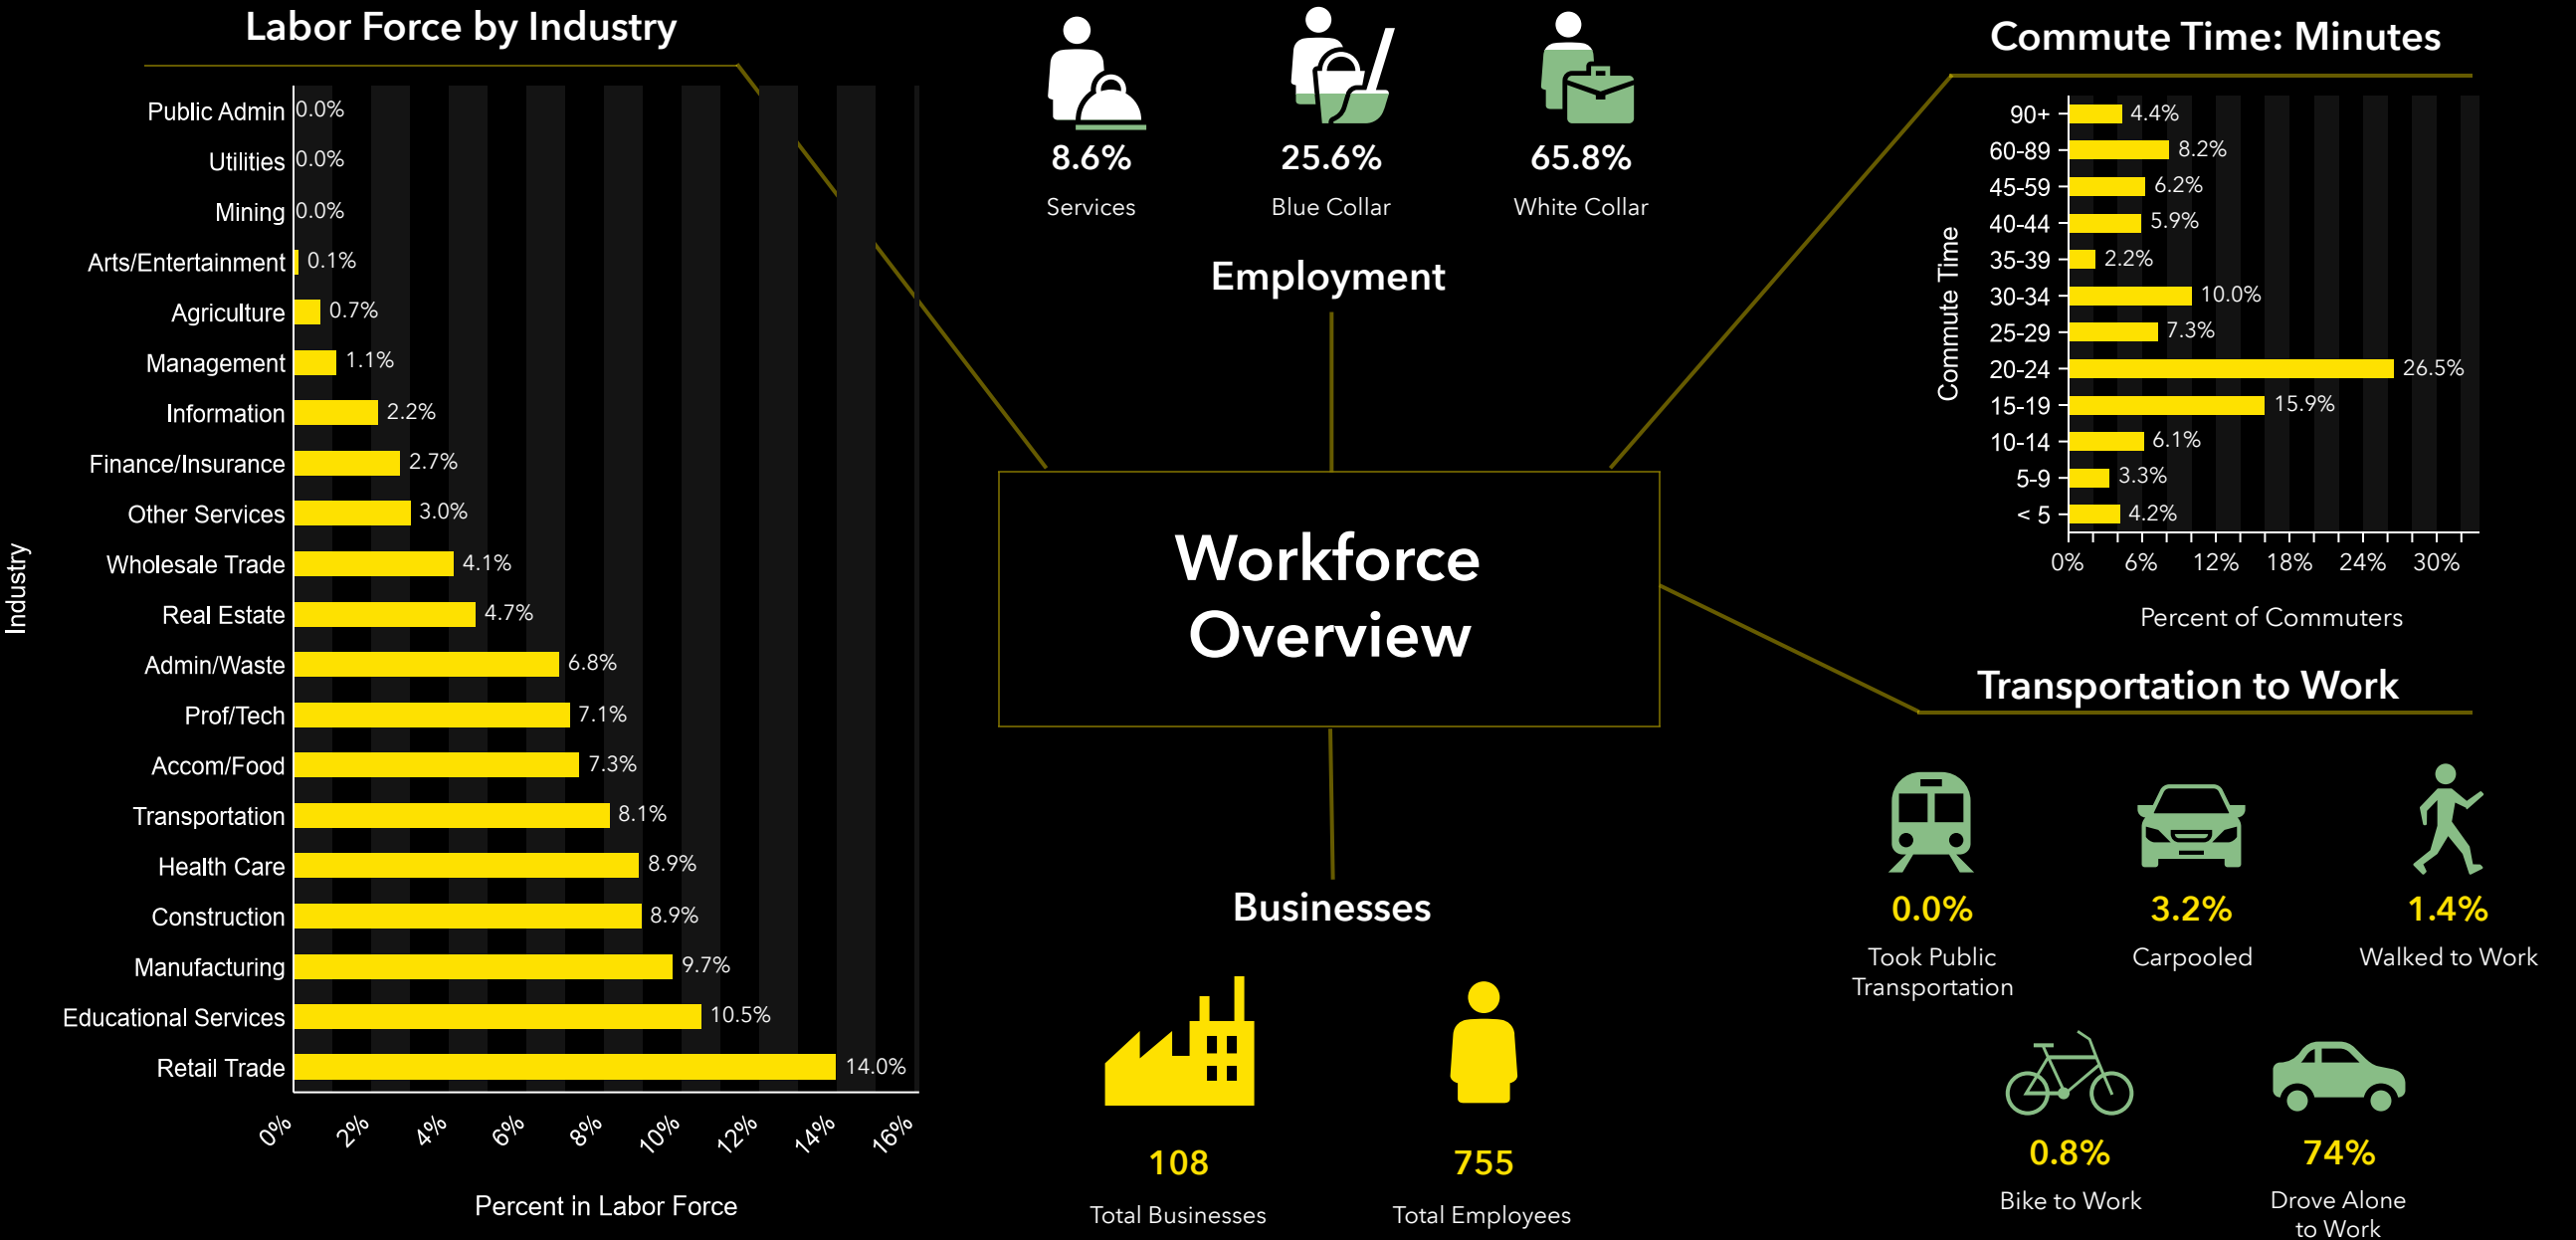 Labor Force by Industry
Industry
Public Admin 0.0%
Utilities 0.0%
Mining 0.0%
Arts/Entertainment 0.1%
Agriculture 0.7%
Management 1.1%
Information 2.2%
Finance/Insurance 2.7%
Other Services 3.0%
Wholesale Trade 4.1%
Real Estate 4.7%
Admin/Waste 6.8%
Prof/Tech 7.1%
Accom/Food 7.3%
Transportation 8.1%
Health Care 8.9%
Construction 8.9%
Manufacturing 9.7%
Educational Services 10.5%
Retail Trade 14.0%
0% 2% 4% 6% 8% 10% 12% 14% 16%
Percent in Labor Force
8.6% 25.6% 65.8%
Services Blue Collar White Collar
Employment
Workforce
Overview
Businesses
108 755
Total Businesses Total Employees
Commute Time: Minutes
Commute Time
90+ 4.4%
60-89 8.2%
45-59 6.2%
40-44 5.9%
35-39 2.2%
30-34 10.0%
25-29 7.3%
20-24 26.5%
15-19 15.9%
10-14 6.1%
5-9 3.3%
< 5 4.2%
0% 6% 12% 18% 24% 30%
Percent of Commuters
Transportation to Work
0.0% 3.2% 1.4%
Took Public Carpooled Walked to Work
Transportation
0.8% 74%
Bike to Work Drove Alone
to Work